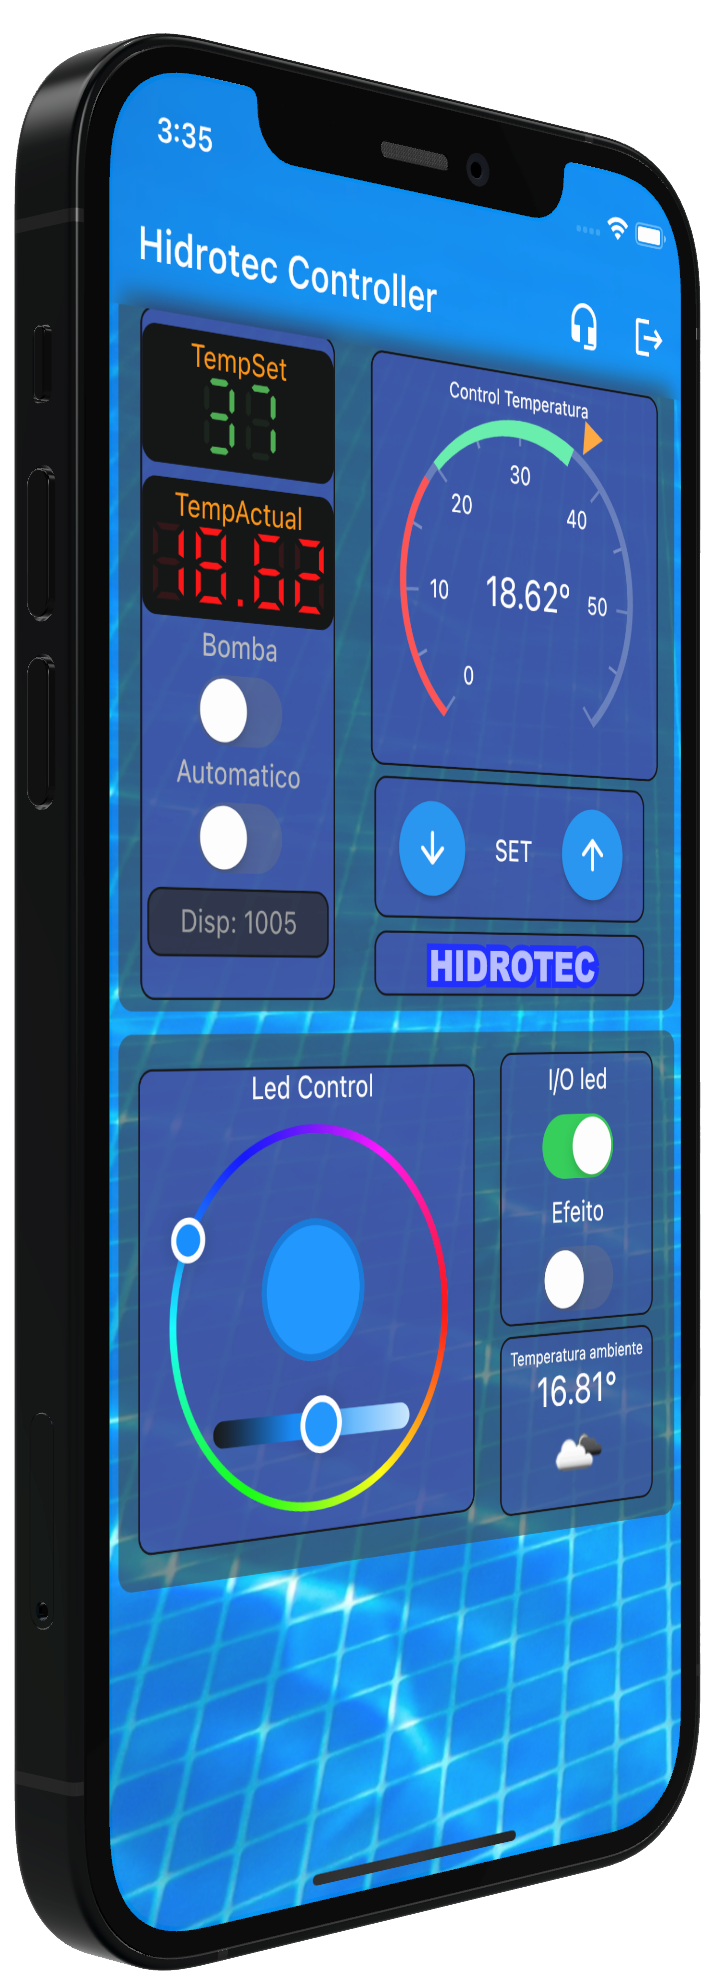 3:35
Hidrotec Controller
TempSet
37
TempActual
18.62
Bomba
Automatico
Disp: 1005
Control Temperatura
30
20
40
10
18.62°
50
0
SET
HIDROTEC
Led Control
I/O led
Efeito
Temperatura ambiente
16.81°